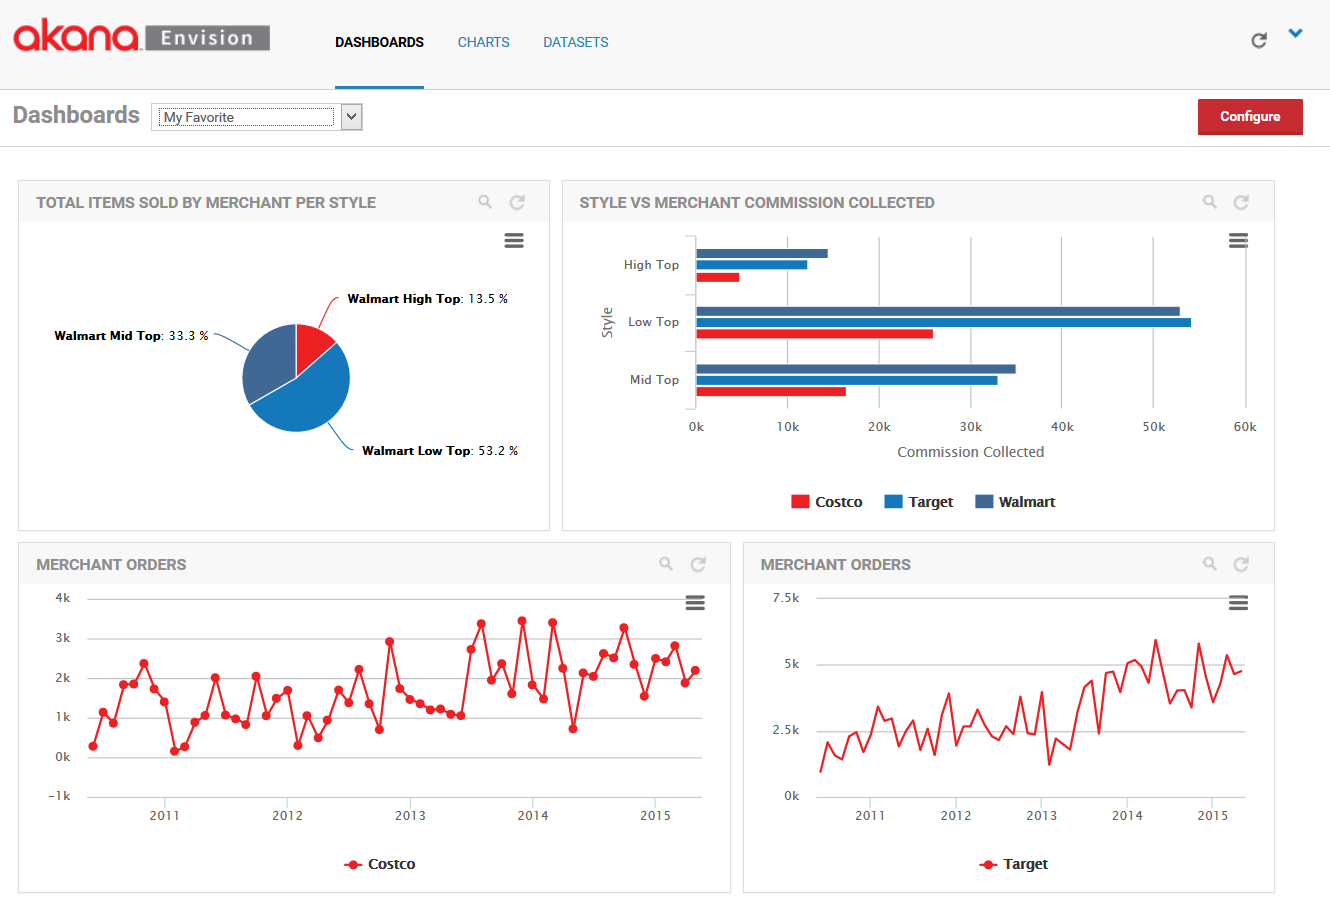 akana Envision
DASHBOARDS CHARTS DATASETS
Dashboards My Favorite Configure
TOTAL ITEMS SOLD BY MERCHANT PER STYLE
Walmart High Top: 13.5 %
Walmart Mid Top: 33.3 %
Walmart Low Top: 53.2 %
STYLE VS MERCHANT COMMISSION COLLECTED
Style
High Top
Low Top
Mid Top
0k 10k 20k 30k 40k 50k 60k
Commission Collected
Costco Target Walmart
MERCHANT ORDERS
4k
3k
2k
1k
0k
−1k
2011 2012 2013 2014 2015
Costco
MERCHANT ORDERS
7.5k
5k
2.5k
0k
2011 2012 2013 2014 2015
Target